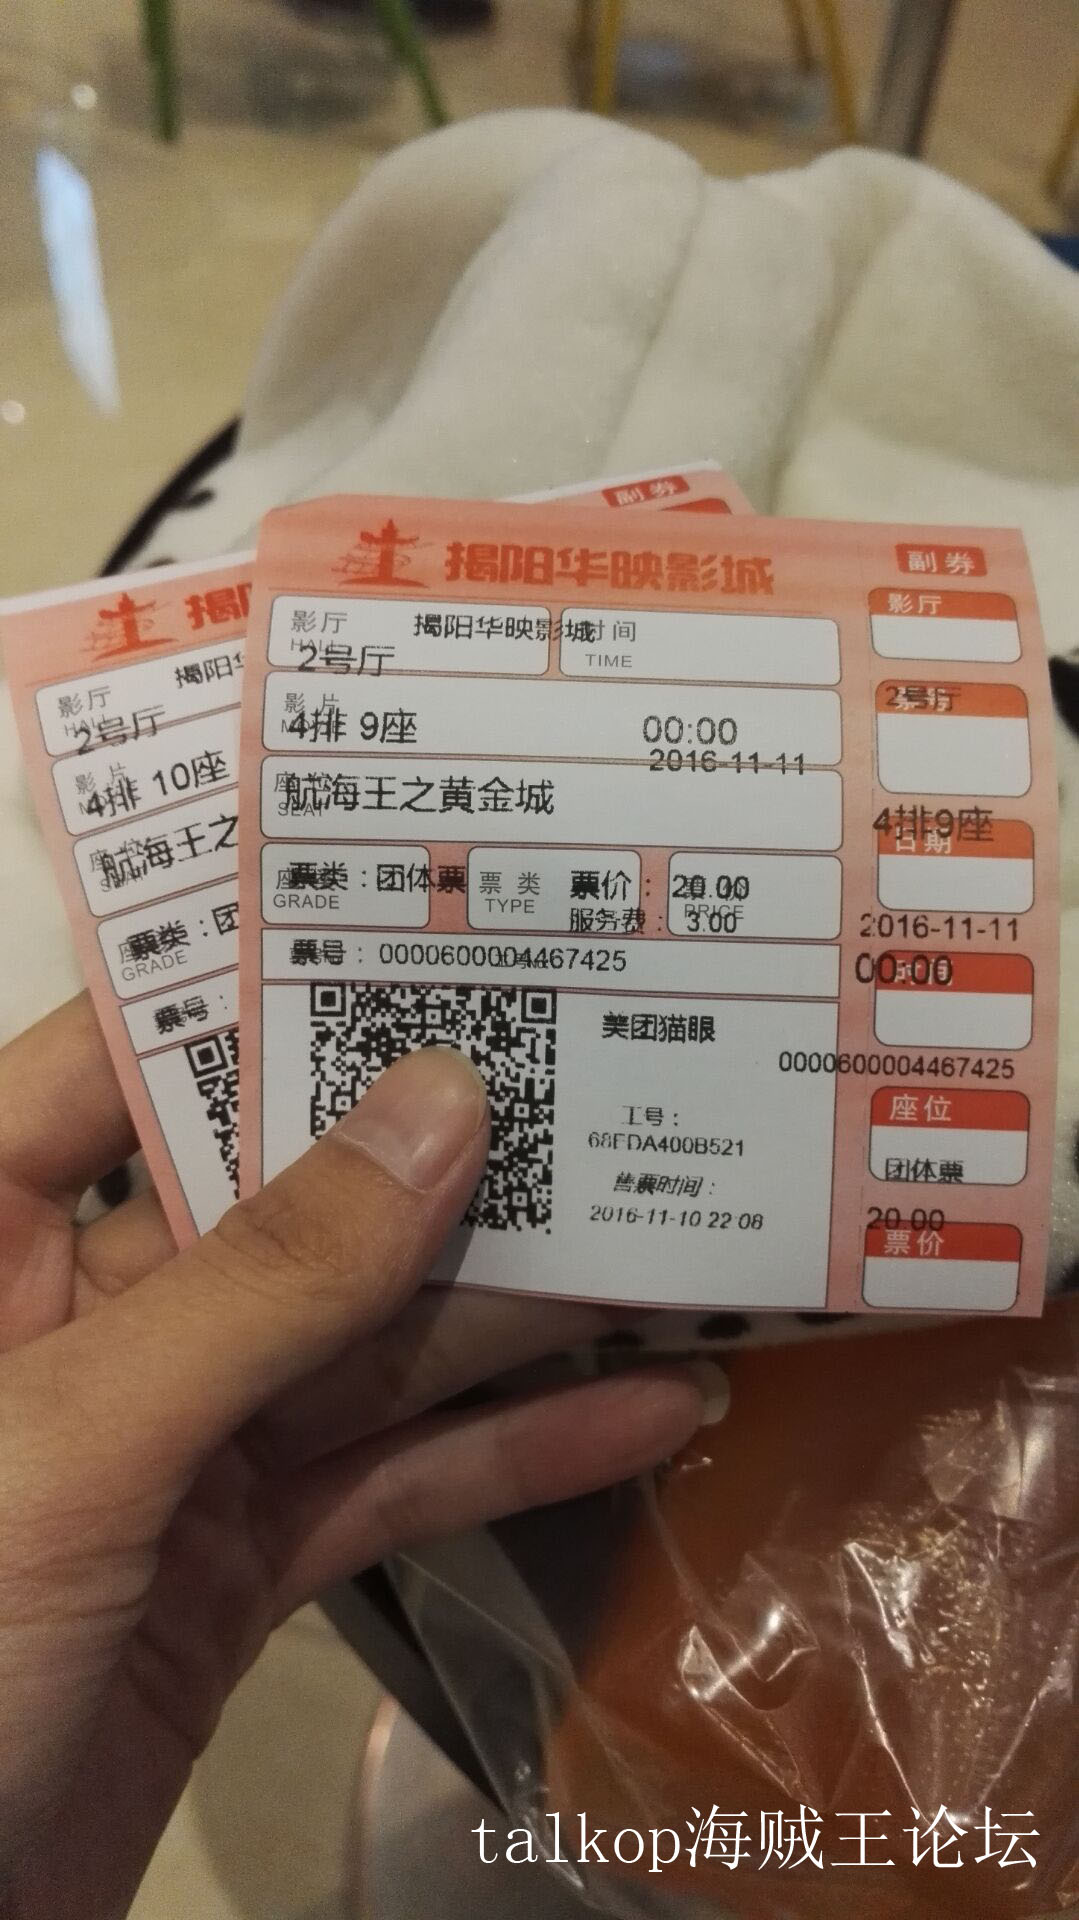 副券
揭阳华映影城
副券
影厅
HALL
揭阳华映影城
时间
TIME
2号厅
影厅
影片
4排 9座
00:00
2016-11-11
2号厅
座位
SEAT
航海王之黄金城
4排9座
日期
票类：团体票
GRADE
票类
TYPE
票价： 20.00
PRICE
服务费： 3.00
2016-11-11
票号： 0000600004467425
00:00
时间
美团猫眼
0000600004467425
工号：
68FDA400B521
座位
团体票
售票时间：
2016-11-10 22:08
20.00
票价
揭
影厅
揭阳
2号厅
影片
4排 10座
航海王之
票类：团
GRADE
票号：
talkop海贼王论坛